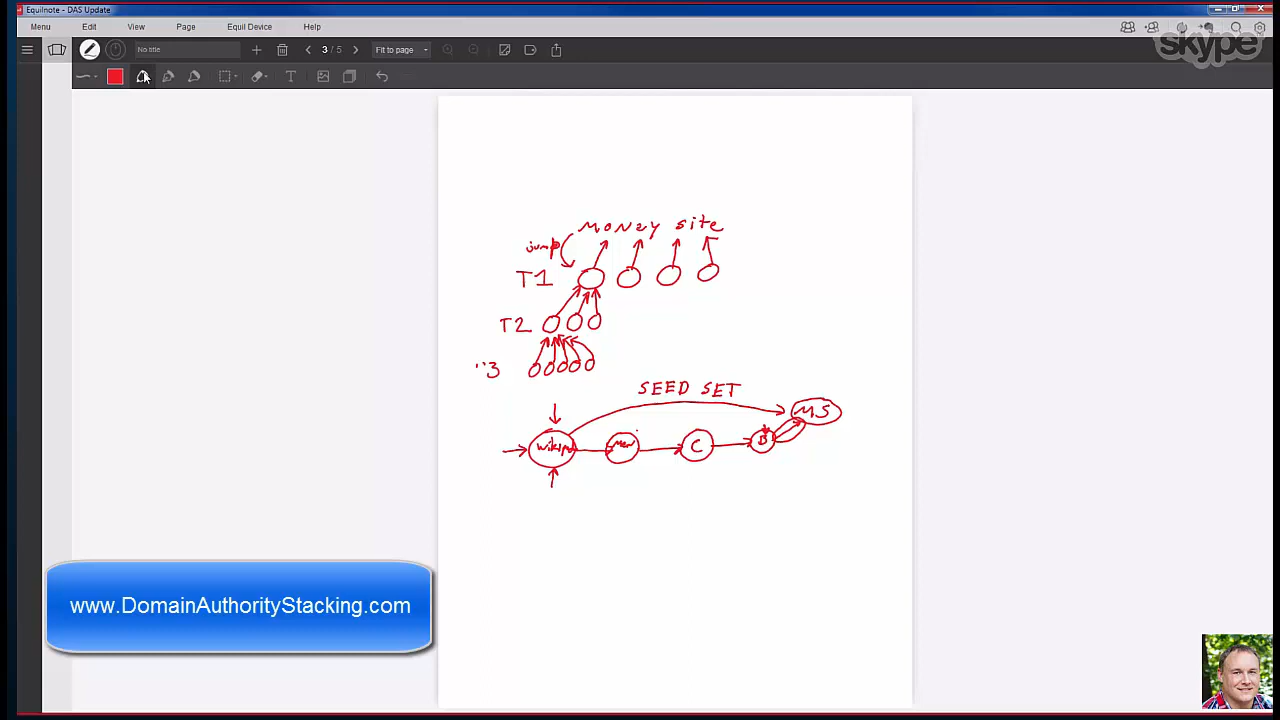 Equilnote - DAS Update
Menu Edit View Page Equil Device Help
skype
No title 3 / 5 Fit to page
T
money site
jump
T1
T2
"3
SEED SET
MS
wikip C B
www.DomainAuthorityStacking.com